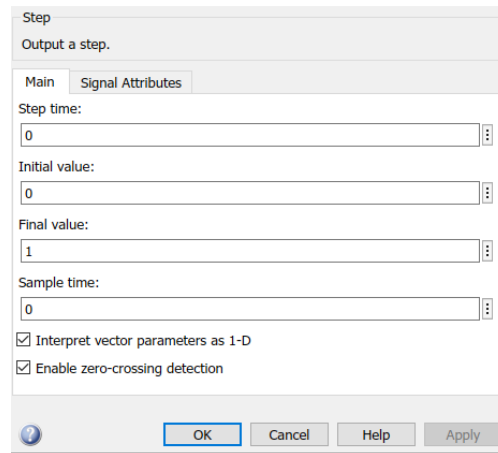 Step
Output a step.
Main Signal Attributes
Step time:
0
Initial value:
0
Final value:
1
Sample time:
0
Interpret vector parameters as 1-D
Enable zero-crossing detection
? OK Cancel Help Apply